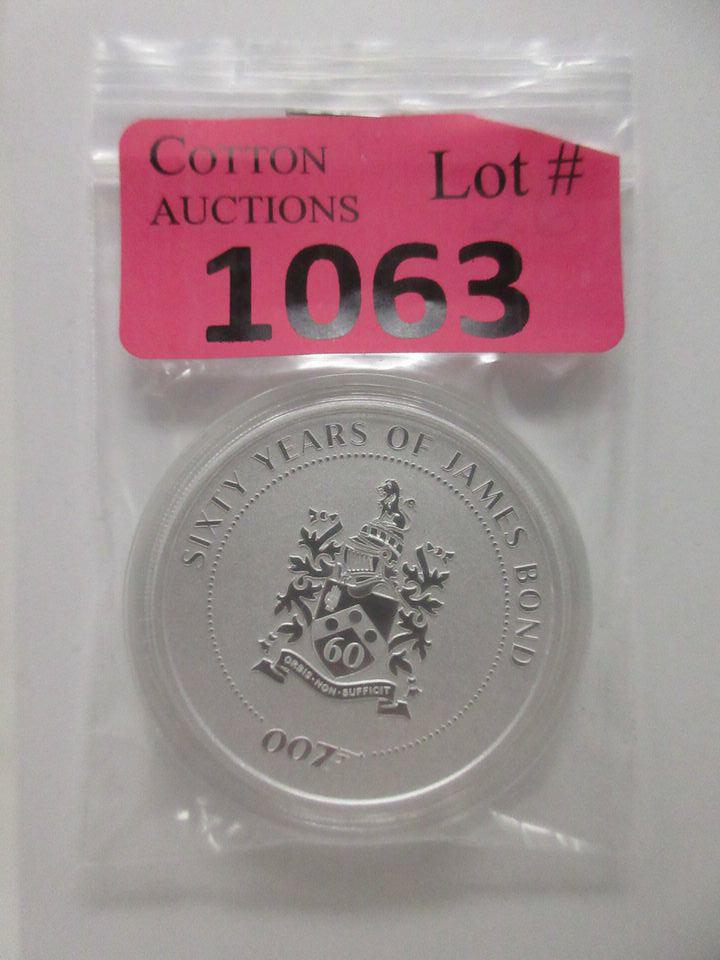 COTTON
AUCTIONS
Lot #
1063
SIXTY YEARS OF JAMES BOND
60
ORBIS·NON·SUFFICIT
007